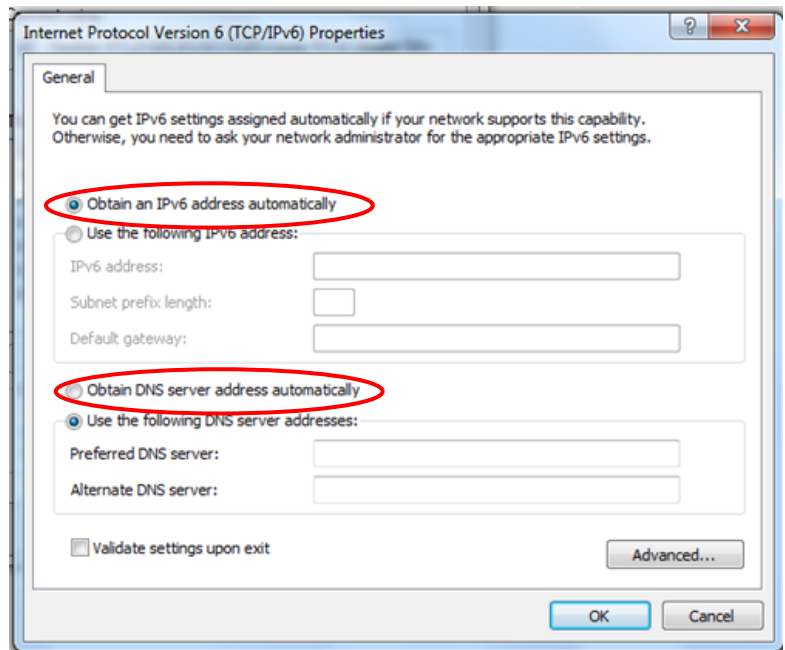 Internet Protocol Version 6 (TCP/IPv6) Properties
General
You can get IPv6 settings assigned automatically if your network supports this capability.
Otherwise, you need to ask your network administrator for the appropriate IPv6 settings.
Obtain an IPv6 address automatically
Use the following IPv6 address:
IPv6 address:
Subnet prefix length:
Default gateway:
Obtain DNS server address automatically
Use the following DNS server addresses:
Preferred DNS server:
Alternate DNS server:
Validate settings upon exit
Advanced...
OK Cancel